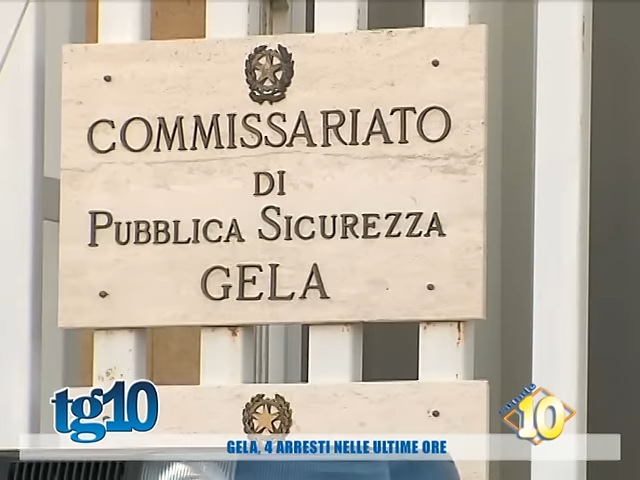 COMMISSARIATO
DI
PUBBLICA SICUREZZA
GELA
tg10
10
GELA, 4 ARRESTI NELLE ULTIME ORE